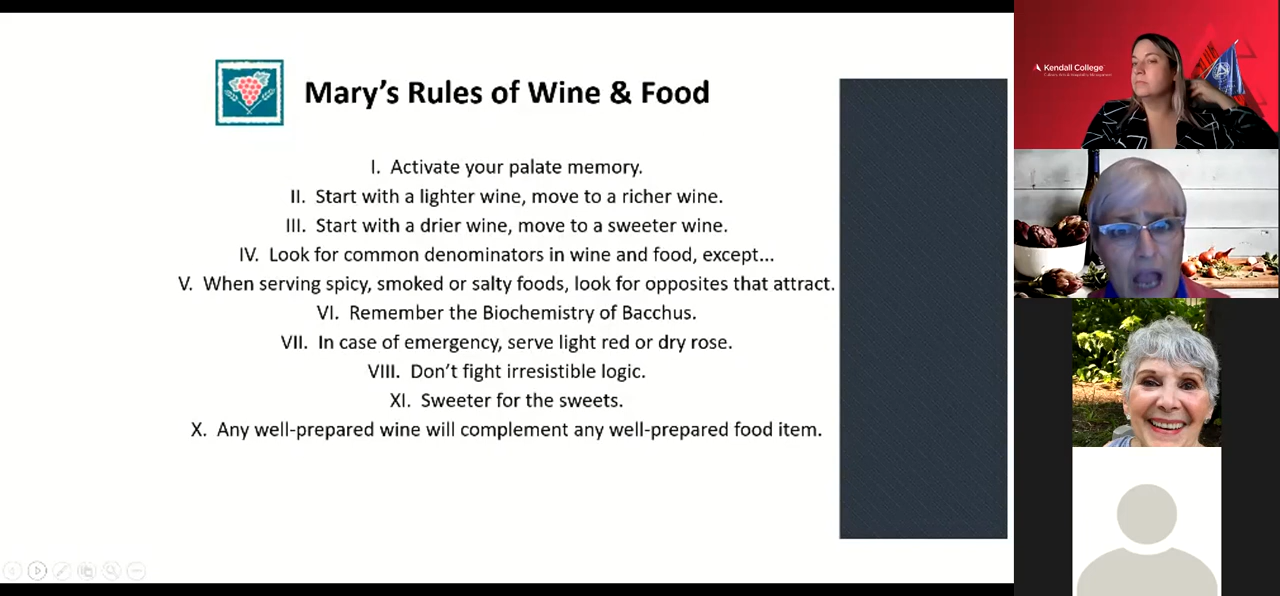 Mary's Rules of Wine & Food
I. Activate your palate memory.
II. Start with a lighter wine, move to a richer wine.
III. Start with a drier wine, move to a sweeter wine.
IV. Look for common denominators in wine and food, except...
V. When serving spicy, smoked or salty foods, look for opposites that attract.
VI. Remember the Biochemistry of Bacchus.
VII. In case of emergency, serve light red or dry rose.
VIII. Don't fight irresistible logic.
XI. Sweeter for the sweets.
X. Any well-prepared wine will complement any well-prepared food item.
Kendall College
Culinary Arts & Hospitality Management